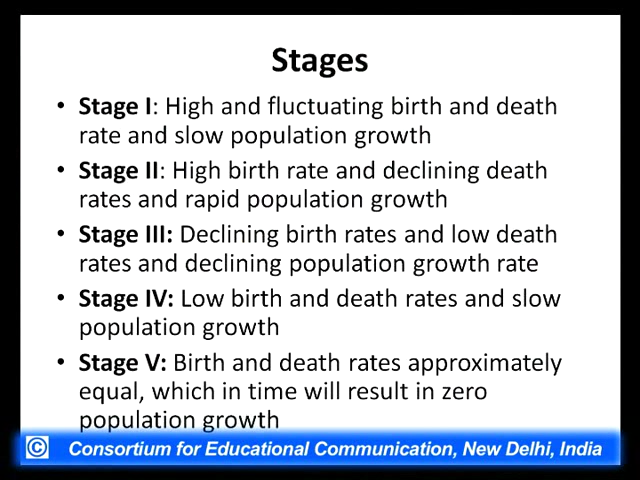 Stages
• Stage I: High and fluctuating birth and death
rate and slow population growth
• Stage II: High birth rate and declining death
rates and rapid population growth
• Stage III: Declining birth rates and low death
rates and declining population growth rate
• Stage IV: Low birth and death rates and slow
population growth
• Stage V: Birth and death rates approximately
equal, which in time will result in zero
population growth
© Consortium for Educational Communication, New Delhi, India